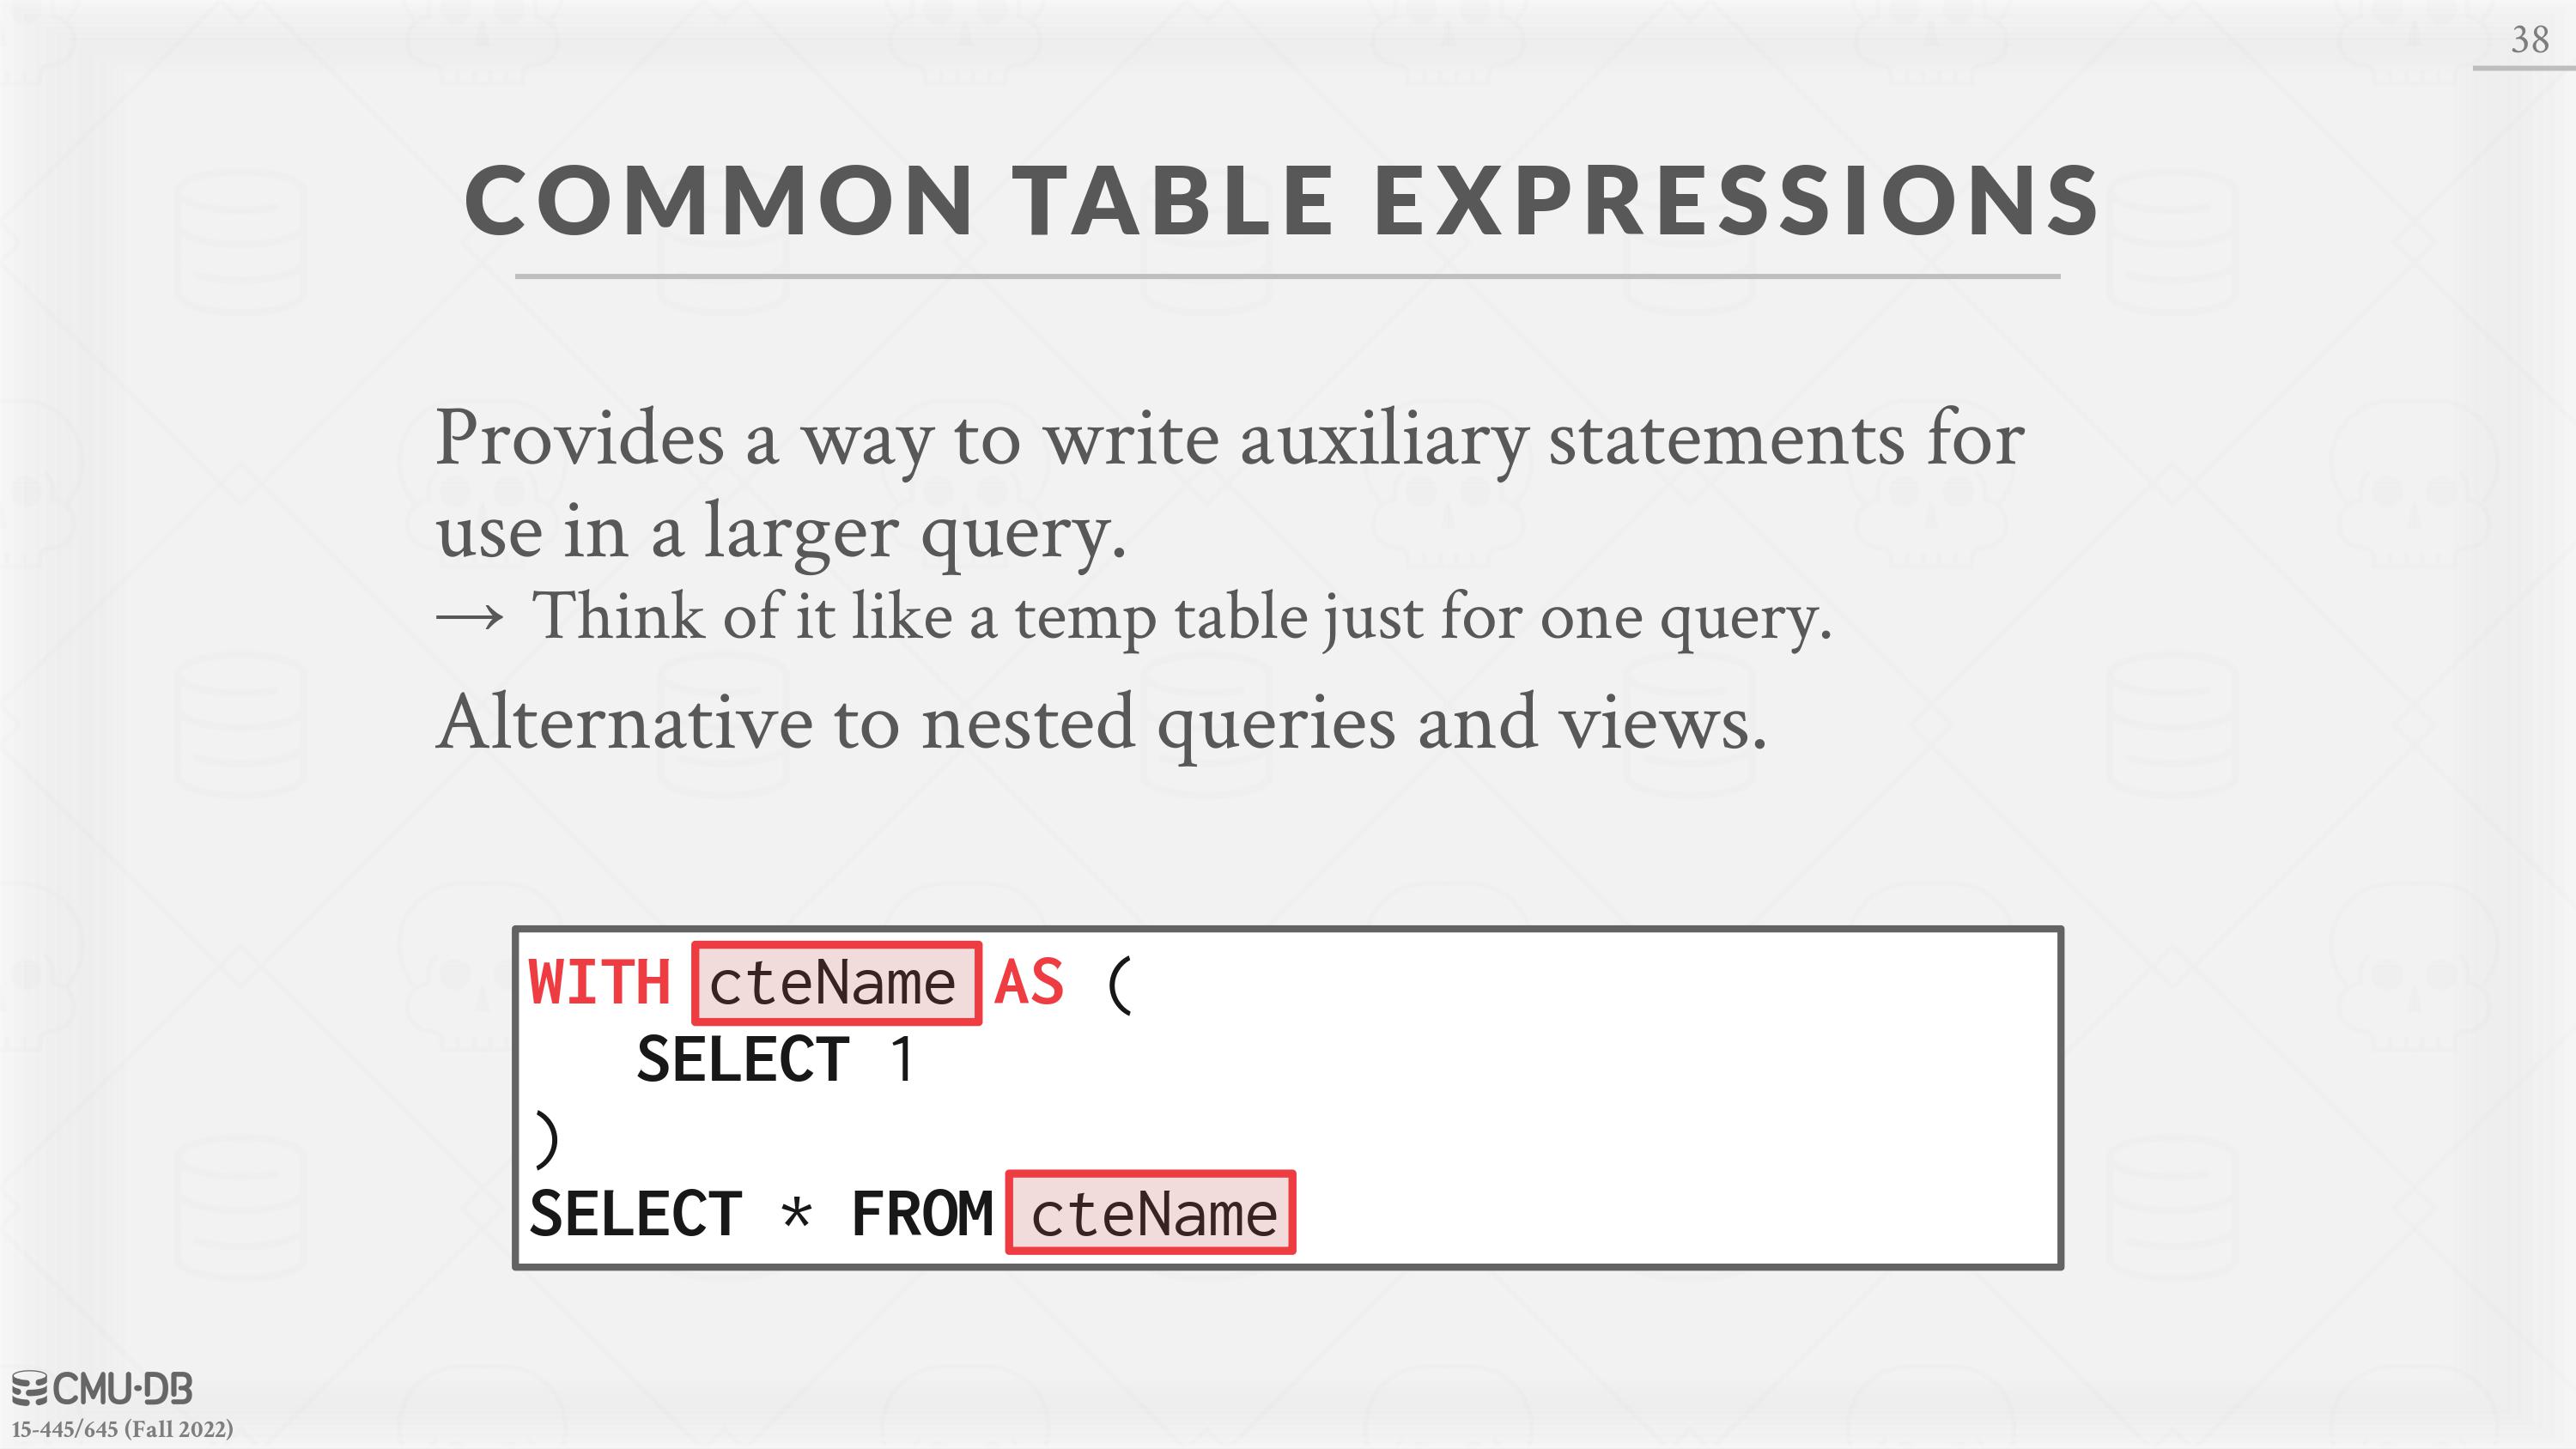 38
COMMON TABLE EXPRESSIONS
Provides a way to write auxiliary statements for
use in a larger query.
→ Think of it like a temp table just for one query.
Alternative to nested queries and views.
WITH cteName AS (
SELECT 1
)
SELECT * FROM cteName
CMU·DB
15-445/645 (Fall 2022)